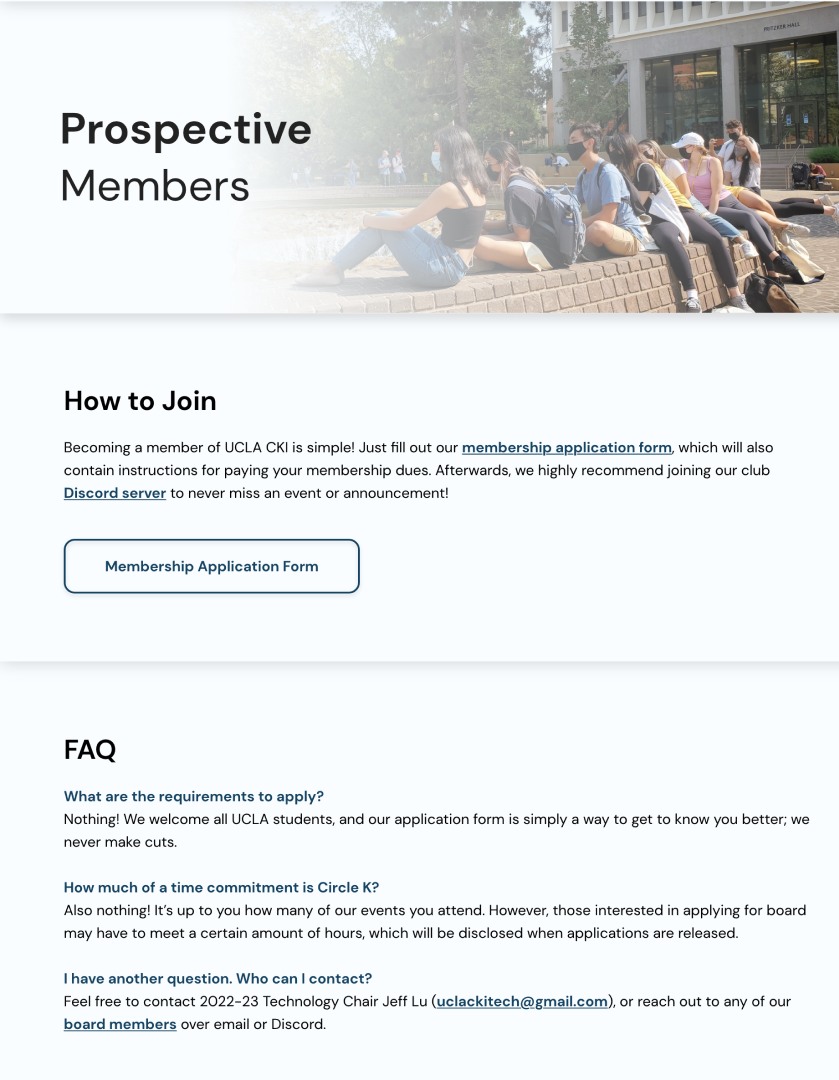 PRITZKER HALL
Prospective
Members
How to Join
Becoming a member of UCLA CKI is simple! Just fill out our membership application form, which will also
contain instructions for paying your membership dues. Afterwards, we highly recommend joining our club
Discord server to never miss an event or announcement!
Membership Application Form
FAQ
What are the requirements to apply?
Nothing! We welcome all UCLA students, and our application form is simply a way to get to know you better; we
never make cuts.
How much of a time commitment is Circle K?
Also nothing! It’s up to you how many of our events you attend. However, those interested in applying for board
may have to meet a certain amount of hours, which will be disclosed when applications are released.
I have another question. Who can I contact?
Feel free to contact 2022-23 Technology Chair Jeff Lu (uclackitech@gmail.com), or reach out to any of our
board members over email or Discord.